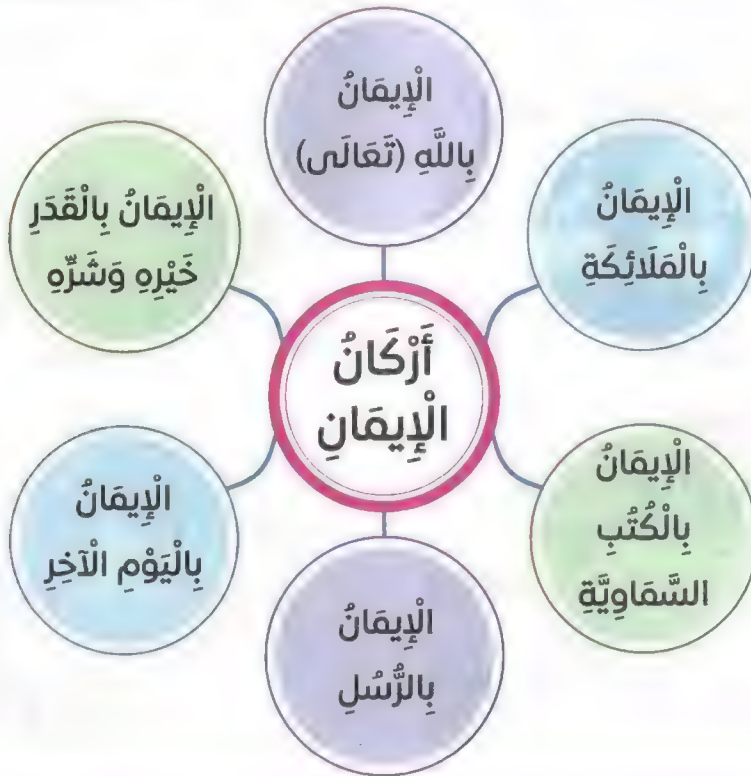 أَرْكَانُ
الْإِيمَانِ
الْإِيمَانُ
بِاللَّهِ (تَعَالَى)
الْإِيمَانُ
بِالْمَلَائِكَةِ
الْإِيمَانُ
بِالْكُتُبِ
السَّمَاوِيَّةِ
الْإِيمَانُ
بِالرُّسُلِ
الْإِيمَانُ
بِالْيَوْمِ الْآخِرِ
الْإِيمَانُ بِالْقَدَرِ
خَيْرِهِ وَشَرِّهِ